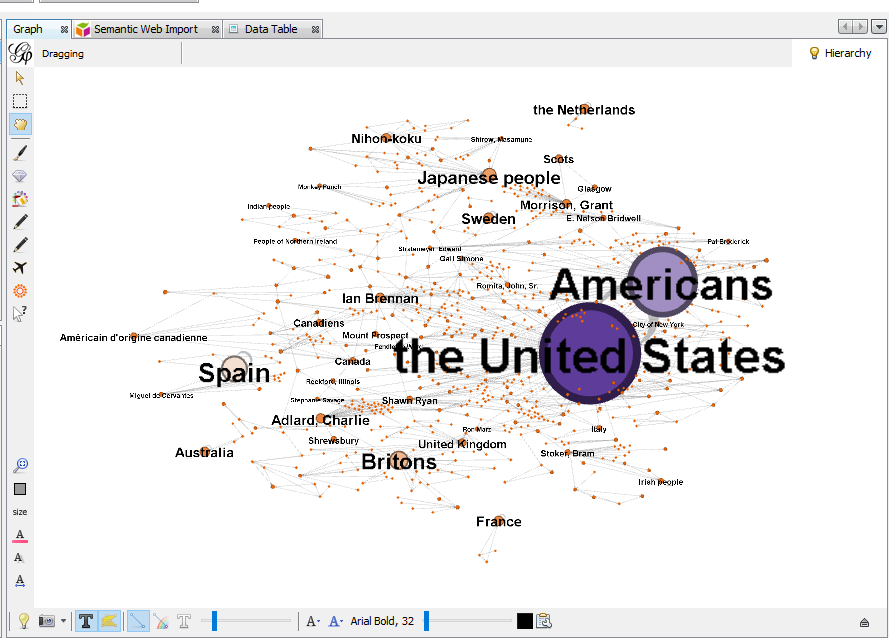 Graph
Semantic Web Import
Data Table
Dragging
Hierarchy
the Netherlands
Nihon-koku
Shirow, Masamune
Scots
Japanese people
Monkey Punch
Glasgow
Indian people
Morrison, Grant
Sweden
E. Nelson Bridwell
People of Northern Ireland
Pat Broderick
Stratemeyer, Edward
Gail Simone
Americans
Romita, John, Sr.
Ian Brennan
Canadiens
City of New York
Américain d'origine canadienne
Mount Prospect
the United States
Canada
Spain
Rockford, Illinois
Miguel de Cervantes
Stephanie Savage
Shawn Ryan
Adlard, Charlie
Ron Marz
Italy
Shrewsbury
United Kingdom
Australia
Stoker, Bram
Britons
Irish people
France
size
A
A
A
T
T
A
A
Arial Bold, 32